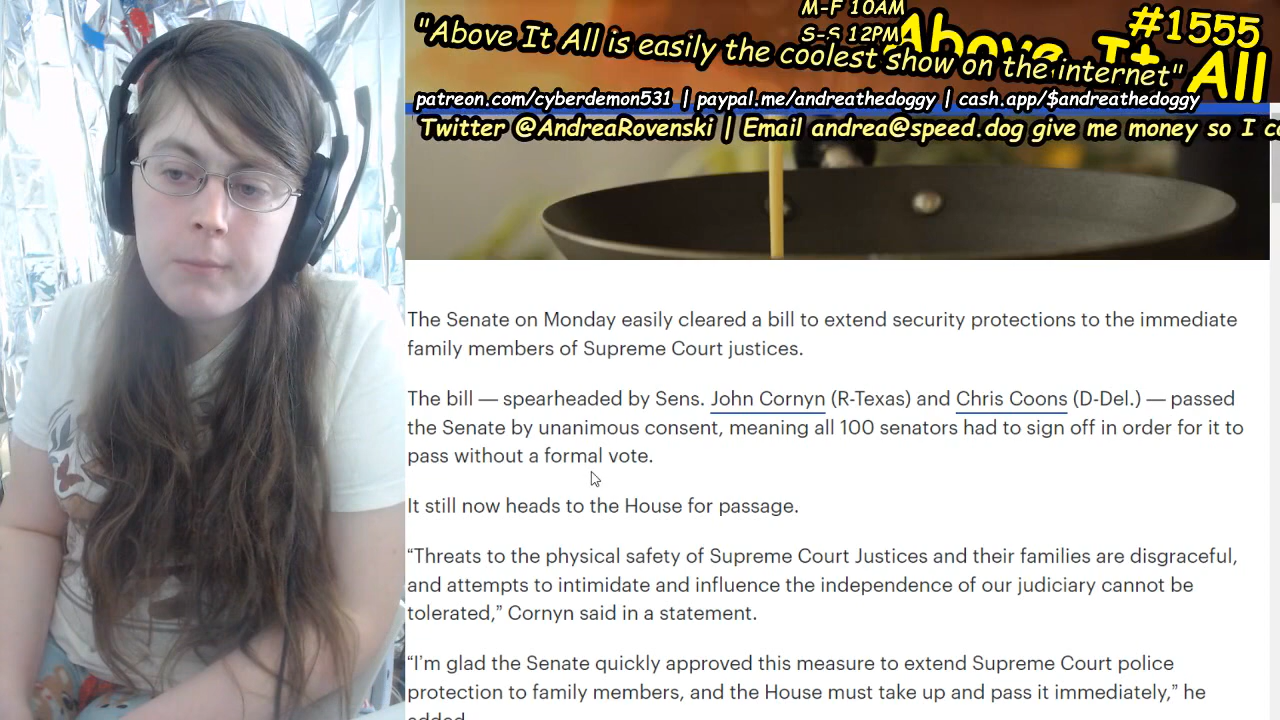 M-F 10AM
S-S 12PM
Above It All
#1555
"Above It All is easily the coolest show on the internet"
patreon.com/cyberdemon531 | paypal.me/andreathedoggy | cash.app/$andreathedoggy
Twitter @AndreaRovenski | Email andrea@speed.dog give me money so I c
The Senate on Monday easily cleared a bill to extend security protections to the immediate
family members of Supreme Court justices.
The bill — spearheaded by Sens. John Cornyn (R-Texas) and Chris Coons (D-Del.) — passed
the Senate by unanimous consent, meaning all 100 senators had to sign off in order for it to
pass without a formal vote.
It still now heads to the House for passage.
“Threats to the physical safety of Supreme Court Justices and their families are disgraceful,
and attempts to intimidate and influence the independence of our judiciary cannot be
tolerated,” Cornyn said in a statement.
“I’m glad the Senate quickly approved this measure to extend Supreme Court police
protection to family members, and the House must take up and pass it immediately,” he
added